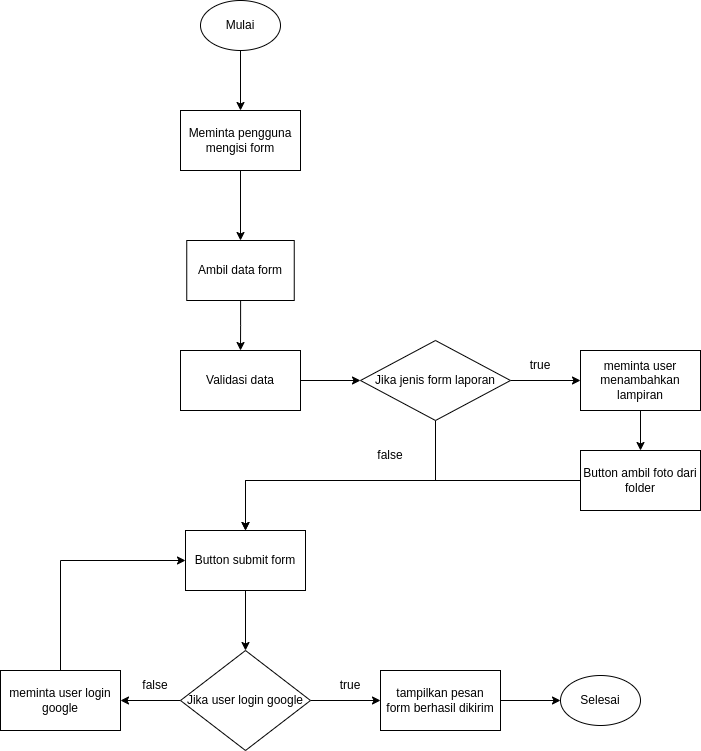 Mulai
Meminta pengguna
mengisi form
Ambil data form
Validasi data
Jika jenis form laporan
true
meminta user
menambahkan
lampiran
false
Button ambil foto dari
folder
Button submit form
meminta user login
google
false
Jika user login google
true
tampilkan pesan
form berhasil dikirim
Selesai